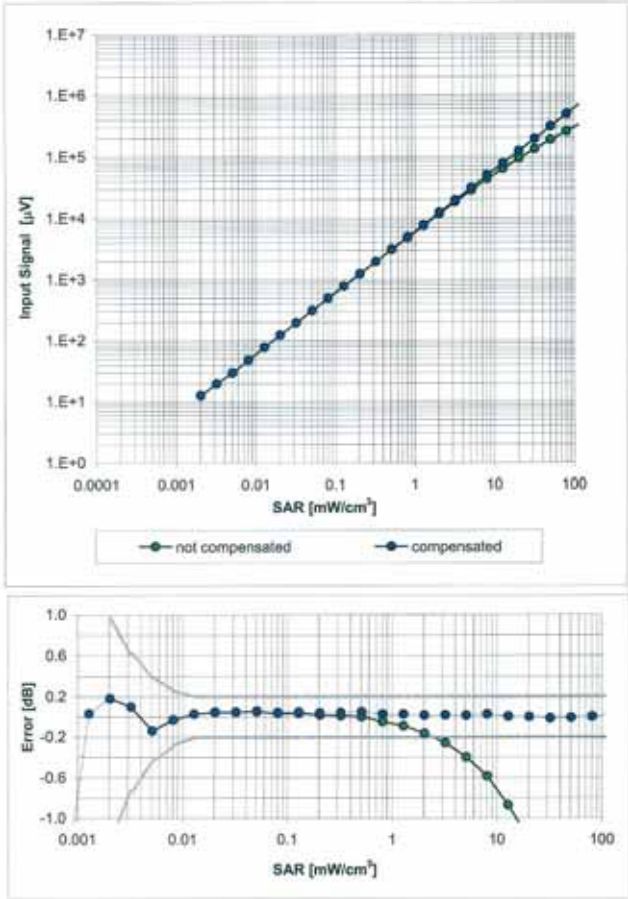 1.E+7
1.E+6
1.E+5
1.E+4
1.E+3
1.E+2
1.E+1
1.E+0
Input Signal [µV]
0.0001 0.001 0.01 0.1 1 10 100
SAR [mW/cm³]
not compensated compensated
1.0
0.6
0.2
-0.2
-0.6
-1.0
Error [dB]
0.001 0.01 0.1 1 10 100
SAR [mW/cm³]